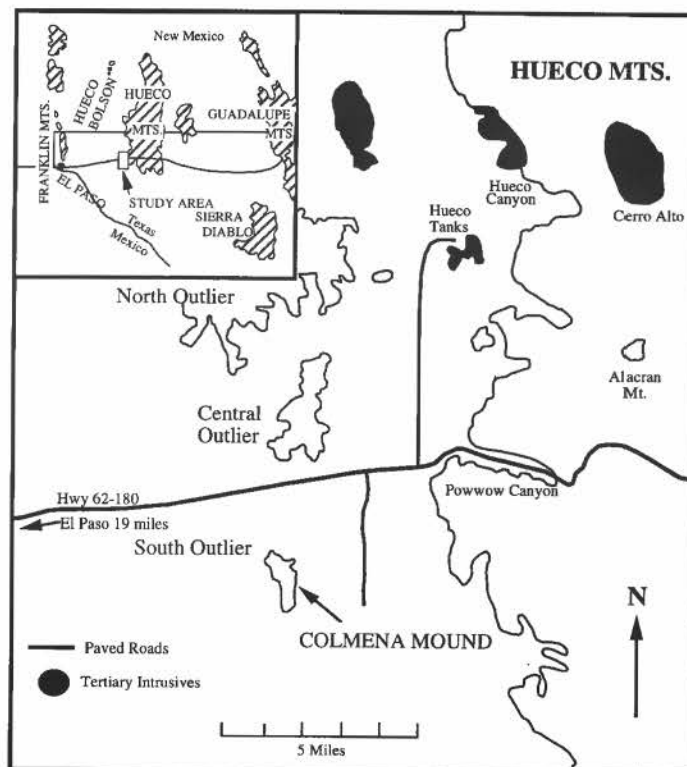 New Mexico
HUECO
BOLSON
HUECO
MTS.
GUADALUPE
MTS.
FRANKLIN MTS.
EL PASO
STUDY AREA
Texas
Mexico
SIERRA
DIABLO
HUECO MTS.
Hueco
Canyon
Cerro Alto
Hueco
Tanks
North Outlier
Alacran
Mt.
Central
Outlier
Powwow Canyon
Hwy 62-180
El Paso 19 miles
South Outlier
COLMENA MOUND
N
Paved Roads
Tertiary Intrusives
5 Miles